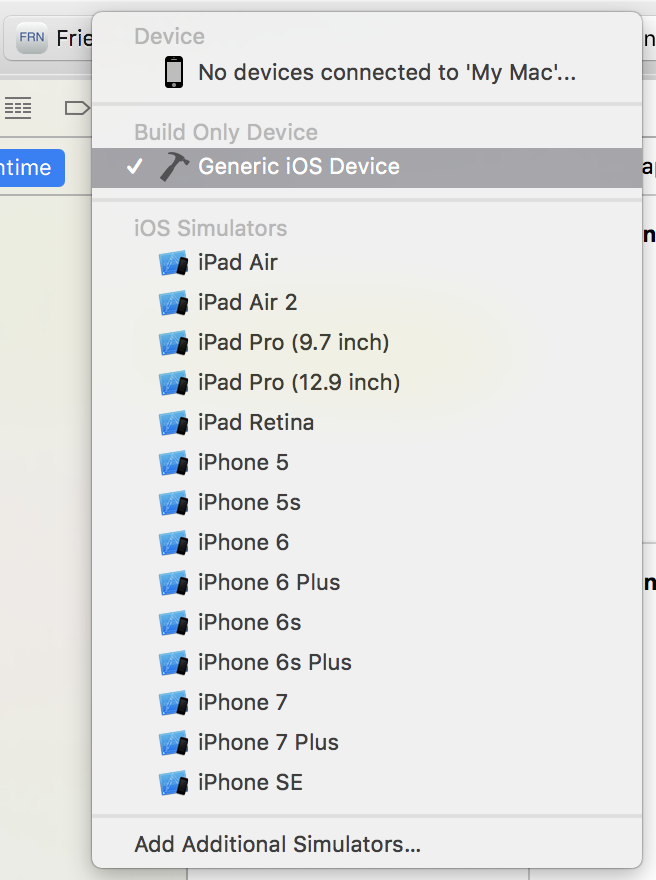 Device
FRN
No devices connected to 'My Mac'...
Build Only Device
Generic iOS Device
iOS Simulators
iPad Air
iPad Air 2
iPad Pro (9.7 inch)
iPad Pro (12.9 inch)
iPad Retina
iPhone 5
iPhone 5s
iPhone 6
iPhone 6 Plus
iPhone 6s
iPhone 6s Plus
iPhone 7
iPhone 7 Plus
iPhone SE
Add Additional Simulators...